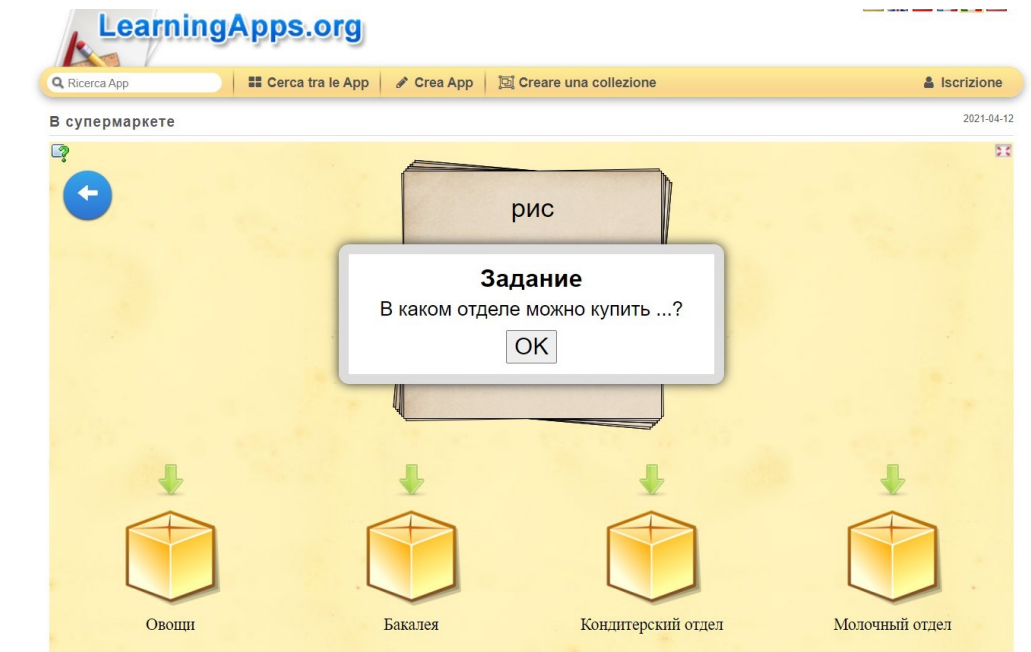 LearningApps.org
Ricerca App
Cerca tra le App
Crea App
Creare una collezione
Iscrizione
В супермаркете
2021-04-12
рис
Задание
В каком отделе можно купить ...?
OK
Овощи
Бакалея
Кондитерский отдел
Молочный отдел